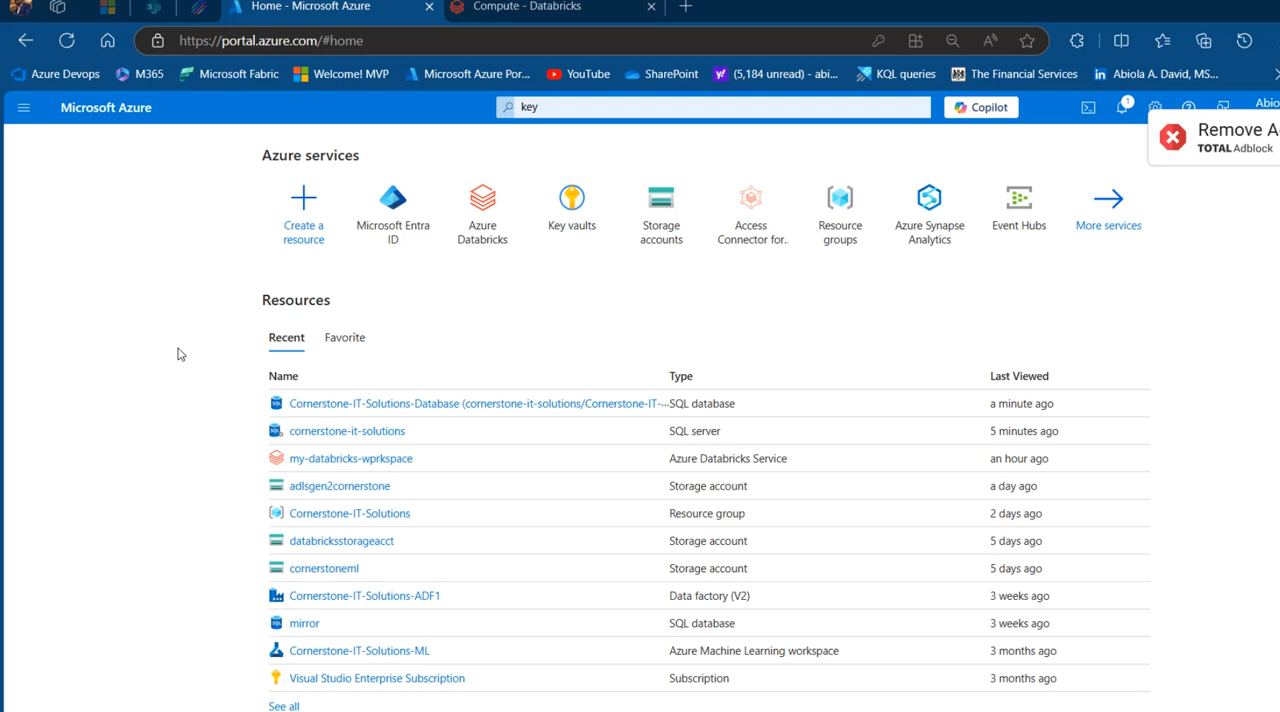 Home - Microsoft Azure
Compute - Databricks
https://portal.azure.com/#home
Azure Devops M365 Microsoft Fabric Welcome! MVP Microsoft Azure Por... YouTube SharePoint (5,184 unread) - abi... KQL queries The Financial Services Abiola A. David, MS...
Microsoft Azure
key
Copilot
1
Abio
Remove A
TOTAL Adblock
Azure services
Create a resource
Microsoft Entra ID
Azure Databricks
Key vaults
Storage accounts
Access Connector for...
Resource groups
Azure Synapse Analytics
Event Hubs
More services
Resources
Recent Favorite
Name Type Last Viewed
Cornerstone-IT-Solutions-Database (cornerstone-it-solutions/Cornerstone-IT-... SQL database a minute ago
cornerstone-it-solutions SQL server 5 minutes ago
my-databricks-wprkspace Azure Databricks Service an hour ago
adlsgen2cornerstone Storage account a day ago
Cornerstone-IT-Solutions Resource group 2 days ago
databricksstorageacct Storage account 5 days ago
cornerstoneml Storage account 5 days ago
Cornerstone-IT-Solutions-ADF1 Data factory (V2) 3 weeks ago
mirror SQL database 3 weeks ago
Cornerstone-IT-Solutions-ML Azure Machine Learning workspace 3 months ago
Visual Studio Enterprise Subscription Subscription 3 months ago
See all